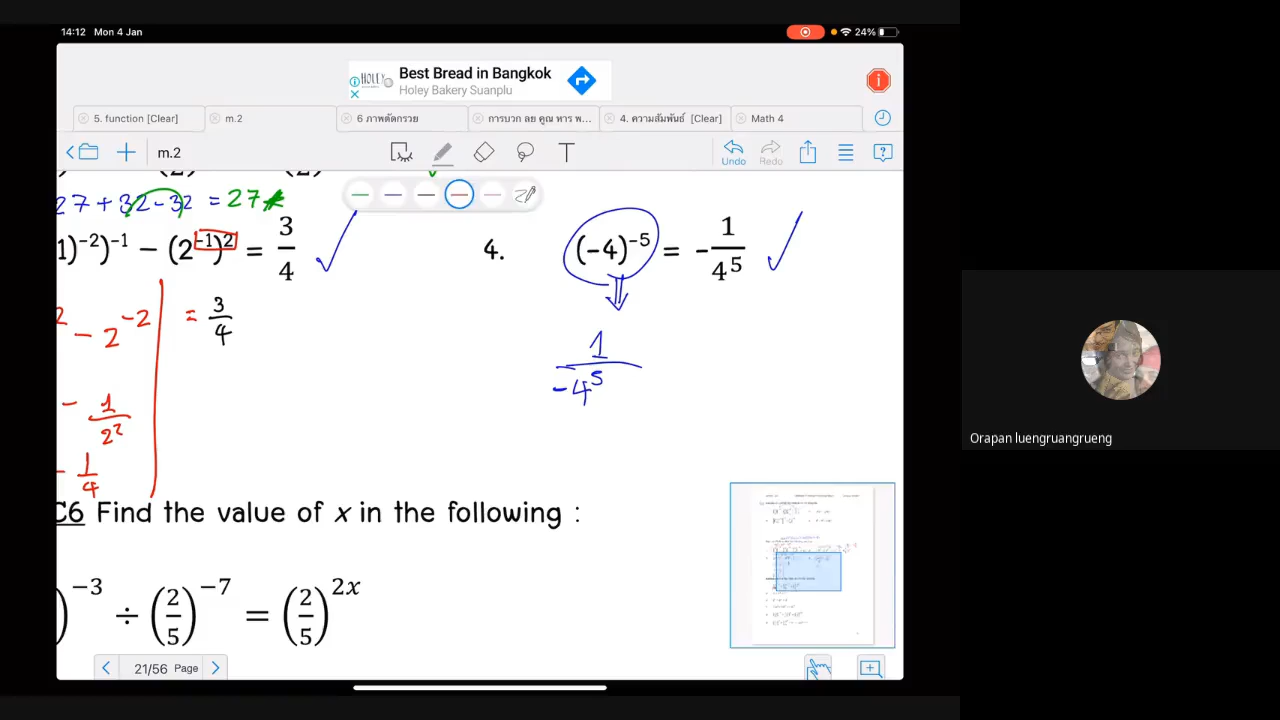 14:12 Mon 4 Jan
24%
Best Bread in Bangkok
Holey Bakery Suanplu
5. function [Clear]
m.2
6 ภาพตัดกรวย
การบวก ลย คูณ หาร พ...
4. ความสัมพันธ์ [Clear]
Math 4
m.2
T
Undo
Redo
27 + 32 - 32 = 27
1)⁻²)⁻¹ − (2⁻¹)² = 3/4
4. (−4)⁻⁵ = - 1/4⁵
2 - 2⁻² = 3/4
1/-4⁵
- 1/2²
- 1/4
C6 Find the value of x in the following :
)⁻³ ÷ (2/5)⁻⁷ = (2/5)²ˣ
21/56 Page
Orapan luengruangrueng